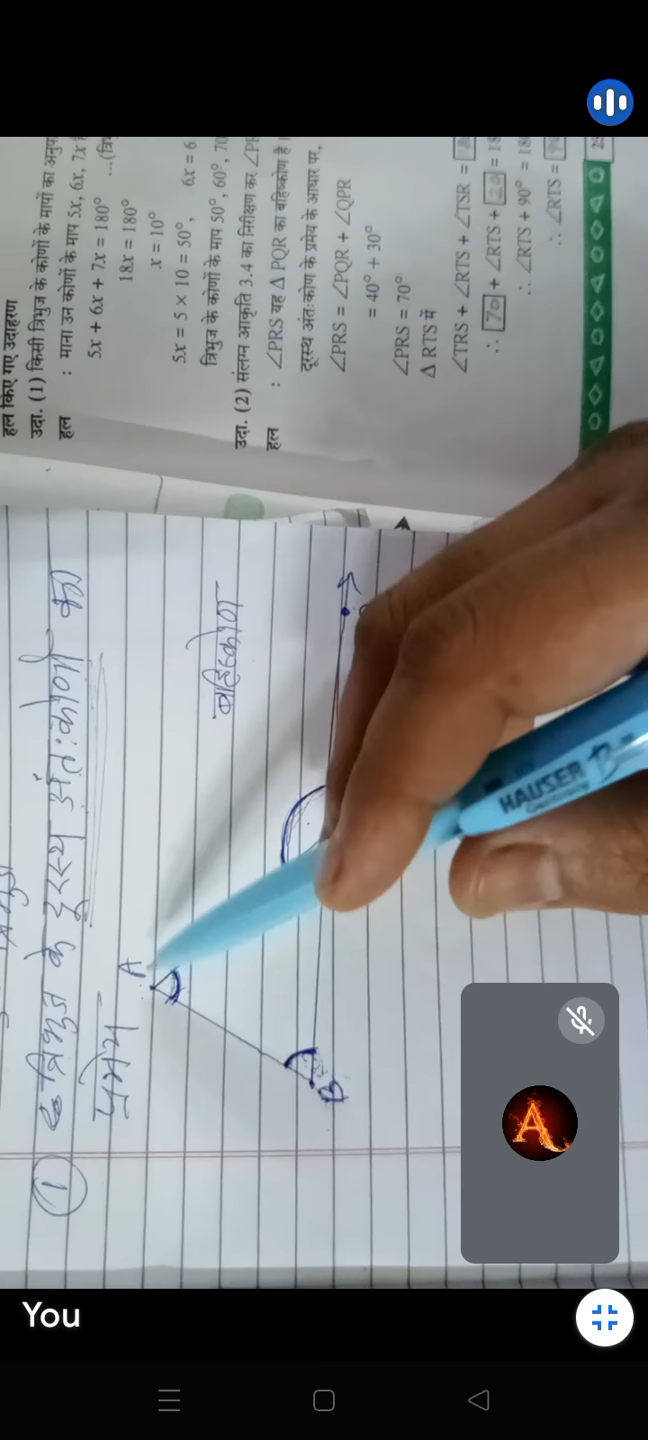 हल किए गए उदाहरण
उदा. (1) किसी त्रिभुज के कोणों के मापों का
हल : माना उन कोणों के माप 5x, 6x, 7x
5x + 6x + 7x = 180°
18x = 180°
x = 10°
5x = 5 × 10 = 50°, 6x = 6
त्रिभुज के कोणों के माप 50°, 60°, 70
उदा. (2) संलग्न आकृति 3.4 का निरीक्षण कर
हल : ∠PRS यह Δ PQR का बहिष्कोण है।
दूरस्थ अंतःकोण के प्रमेय के आधार पर,
∠PRS = ∠PQR + ∠QPR
= 40° + 30°
∠PRS = 70°
Δ RTS में
∠TRS + ∠RTS + ∠TSR =
∴ 70 + ∠RTS + 20 = 18
∴ ∠RTS + 90° = 18
∴ ∠RTS =
1
त्रिभुज के दूरस्थ अंतःकोणों का
प्रमेय
बहिष्कोण
A
B
HAUSER
Germany
A
You